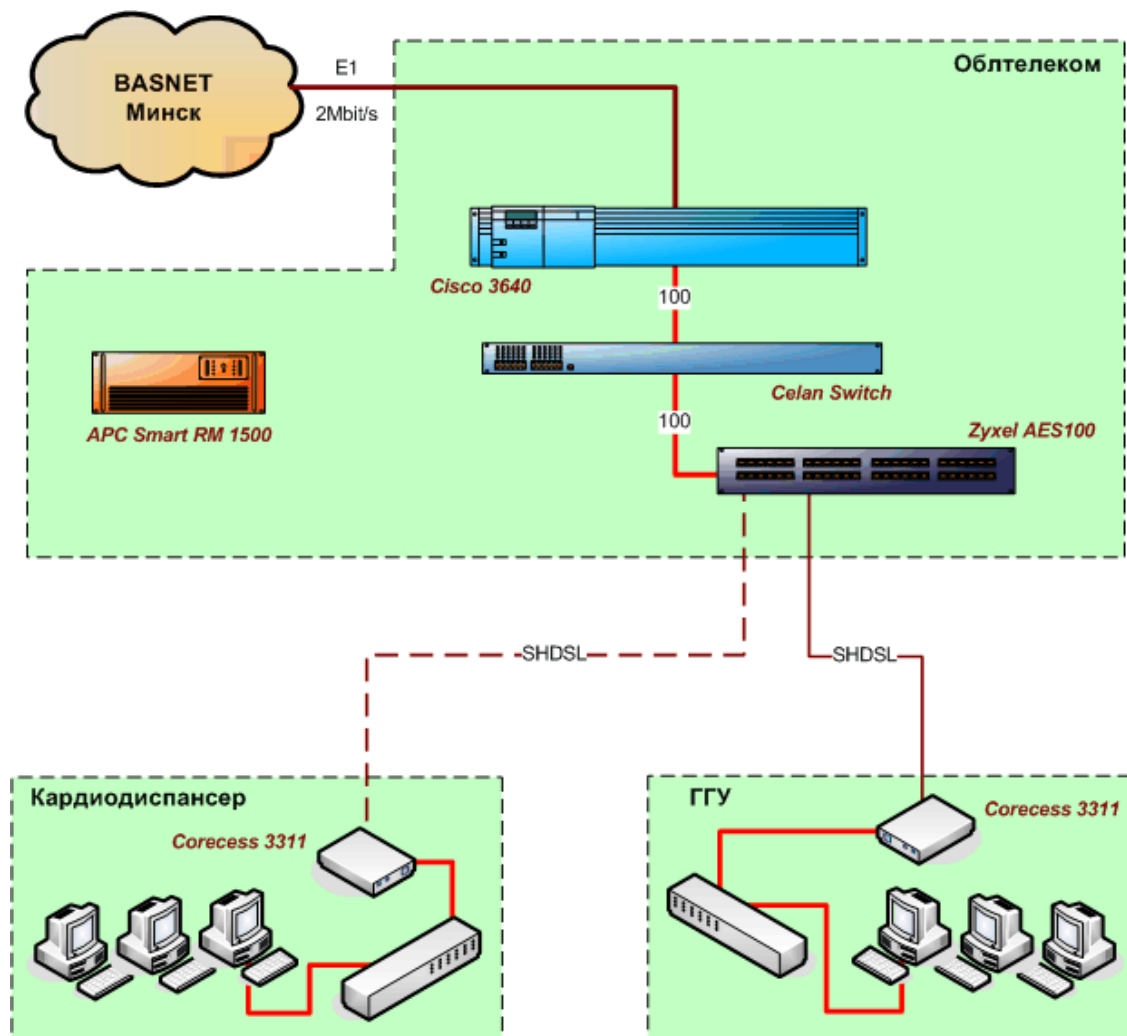 BASNET
Минск
E1
2Mbit/s
Облтелеком
Cisco 3640
100
Celan Switch
APC Smart RM 1500
100
Zyxel AES100
SHDSL
SHDSL
Кардиодиспансер
Corecess 3311
ГГУ
Corecess 3311